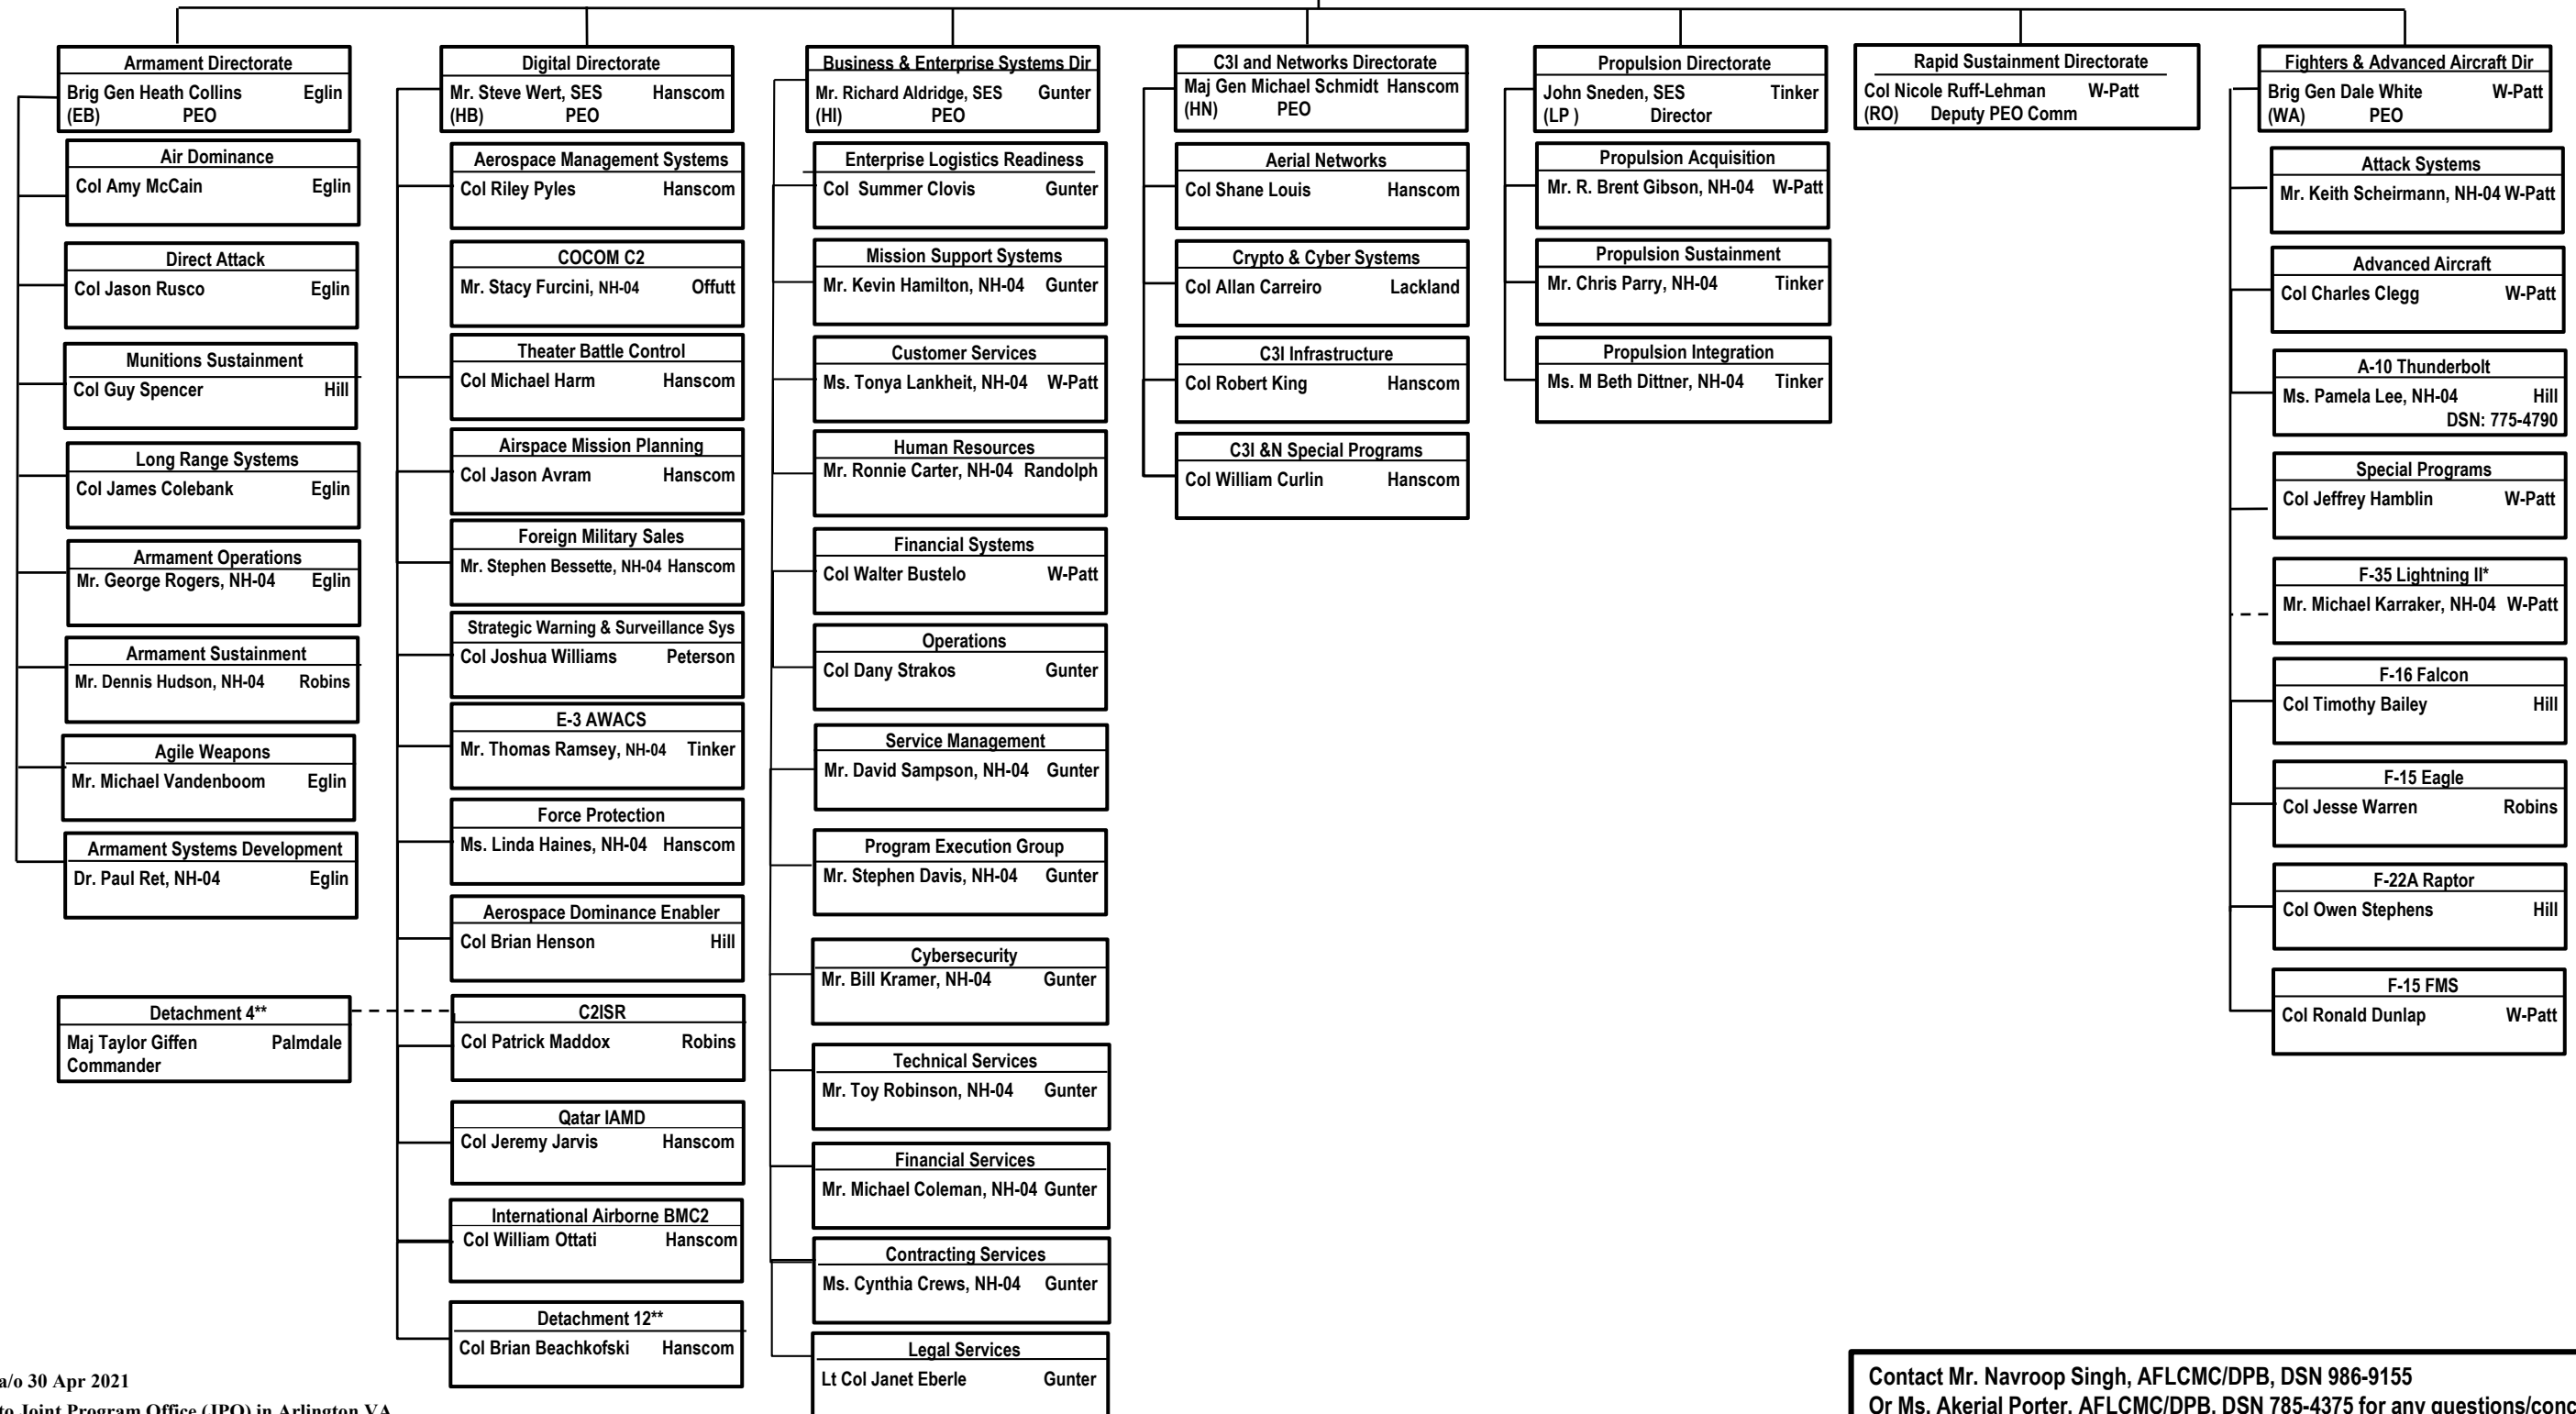 Armament Directorate
Brig Gen Heath Collins Eglin
(EB) PEO
Air Dominance
Col Amy McCain Eglin
Direct Attack
Col Jason Rusco Eglin
Munitions Sustainment
Col Guy Spencer Hill
Long Range Systems
Col James Colebank Eglin
Armament Operations
Mr. George Rogers, NH-04 Eglin
Armament Sustainment
Mr. Dennis Hudson, NH-04 Robins
Agile Weapons
Mr. Michael Vandenboom Eglin
Armament Systems Development
Dr. Paul Ret, NH-04 Eglin
Detachment 4**
Maj Taylor Giffen Palmdale
Commander
Digital Directorate
Mr. Steve Wert, SES Hanscom
(HB) PEO
Aerospace Management Systems
Col Riley Pyles Hanscom
COCOM C2
Mr. Stacy Furcini, NH-04 Offutt
Theater Battle Control
Col Michael Harm Hanscom
Airspace Mission Planning
Col Jason Avram Hanscom
Foreign Military Sales
Mr. Stephen Bessette, NH-04 Hanscom
Strategic Warning & Surveillance Sys
Col Joshua Williams Peterson
E-3 AWACS
Mr. Thomas Ramsey, NH-04 Tinker
Force Protection
Ms. Linda Haines, NH-04 Hanscom
Aerospace Dominance Enabler
Col Brian Henson Hill
C2ISR
Col Patrick Maddox Robins
Qatar IAMD
Col Jeremy Jarvis Hanscom
International Airborne BMC2
Col William Ottati Hanscom
Detachment 12**
Col Brian Beachkofski Hanscom
Business & Enterprise Systems Dir
Mr. Richard Aldridge, SES Gunter
(HI) PEO
Enterprise Logistics Readiness
Col Summer Clovis Gunter
Mission Support Systems
Mr. Kevin Hamilton, NH-04 Gunter
Customer Services
Ms. Tonya Lankheit, NH-04 W-Patt
Human Resources
Mr. Ronnie Carter, NH-04 Randolph
Financial Systems
Col Walter Bustelo W-Patt
Operations
Col Dany Strakos Gunter
Service Management
Mr. David Sampson, NH-04 Gunter
Program Execution Group
Mr. Stephen Davis, NH-04 Gunter
Cybersecurity
Mr. Bill Kramer, NH-04 Gunter
Technical Services
Mr. Toy Robinson, NH-04 Gunter
Financial Services
Mr. Michael Coleman, NH-04 Gunter
Contracting Services
Ms. Cynthia Crews, NH-04 Gunter
Legal Services
Lt Col Janet Eberle Gunter
C3I and Networks Directorate
Maj Gen Michael Schmidt Hanscom
(HN) PEO
Aerial Networks
Col Shane Louis Hanscom
Crypto & Cyber Systems
Col Allan Carreiro Lackland
C3I Infrastructure
Col Robert King Hanscom
C3I &N Special Programs
Col William Curlin Hanscom
Propulsion Directorate
John Sneden, SES Tinker
(LP ) Director
Propulsion Acquisition
Mr. R. Brent Gibson, NH-04 W-Patt
Propulsion Sustainment
Mr. Chris Parry, NH-04 Tinker
Propulsion Integration
Ms. M Beth Dittner, NH-04 Tinker
Rapid Sustainment Directorate
Col Nicole Ruff-Lehman W-Patt
(RO) Deputy PEO Comm
Fighters & Advanced Aircraft Dir
Brig Gen Dale White W-Patt
(WA) PEO
Attack Systems
Mr. Keith Scheirmann, NH-04 W-Patt
Advanced Aircraft
Col Charles Clegg W-Patt
A-10 Thunderbolt
Ms. Pamela Lee, NH-04 Hill
DSN: 775-4790
Special Programs
Col Jeffrey Hamblin W-Patt
F-35 Lightning II*
Mr. Michael Karraker, NH-04 W-Patt
F-16 Falcon
Col Timothy Bailey Hill
F-15 Eagle
Col Jesse Warren Robins
F-22A Raptor
Col Owen Stephens Hill
F-15 FMS
Col Ronald Dunlap W-Patt
a/o 30 Apr 2021
to Joint Program Office (JPO) in Arlington VA
Contact Mr. Navroop Singh, AFLCMC/DPB, DSN 986-9155
Or Ms. Akerial Porter, AFLCMC/DPB, DSN 785-4375 for any questions/conc